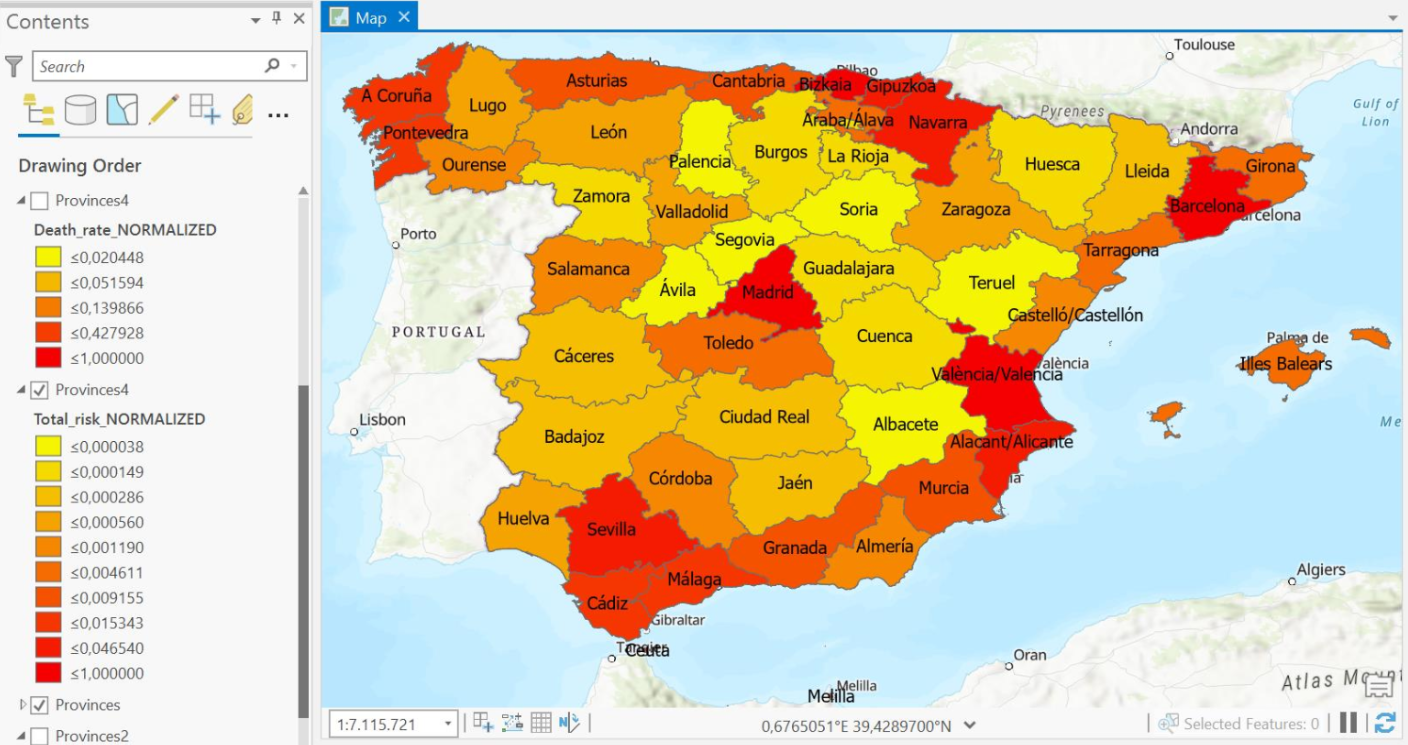 Contents
Search
Drawing Order
Provinces4
Death_rate_NORMALIZED
≤0,020448
≤0,051594
≤0,139866
≤0,427928
≤1,000000
Provinces4
Total_risk_NORMALIZED
≤0,000038
≤0,000149
≤0,000286
≤0,000560
≤0,001190
≤0,004611
≤0,009155
≤0,015343
≤0,046540
≤1,000000
Provinces
Provinces2
Map
Toulouse
Bilbao
Asturias
Cantabria
Bizkaia
Gipuzkoa
A Coruña
Lugo
Gulf of
Lion
Pyrenees
Araba/Álava
Navarra
Andorra
Pontevedra
León
Burgos
La Rioja
Palencia
Ourense
Huesca
Lleida
Girona
Zamora
Valladolid
Soria
Zaragoza
Barcelona
arcelona
Porto
Segovia
Tarragona
Salamanca
Guadalajara
Ávila
Madrid
Teruel
Castelló/Castellón
PORTUGAL
Toledo
Cuenca
Palma de
Cáceres
alència
Illes Balears
València/Valencia
Lisbon
Ciudad Real
Albacete
Me
Badajoz
Alacant/Alicante
Córdoba
Jaén
Murcia
Huelva
Sevilla
Granada
Almería
Málaga
Algiers
Cádiz
Gibraltar
Tangier
Ceuta
Oran
Melilla
Melilla
1:7.115.721
0,6765051°E 39,4289700°N
Selected Features: 0